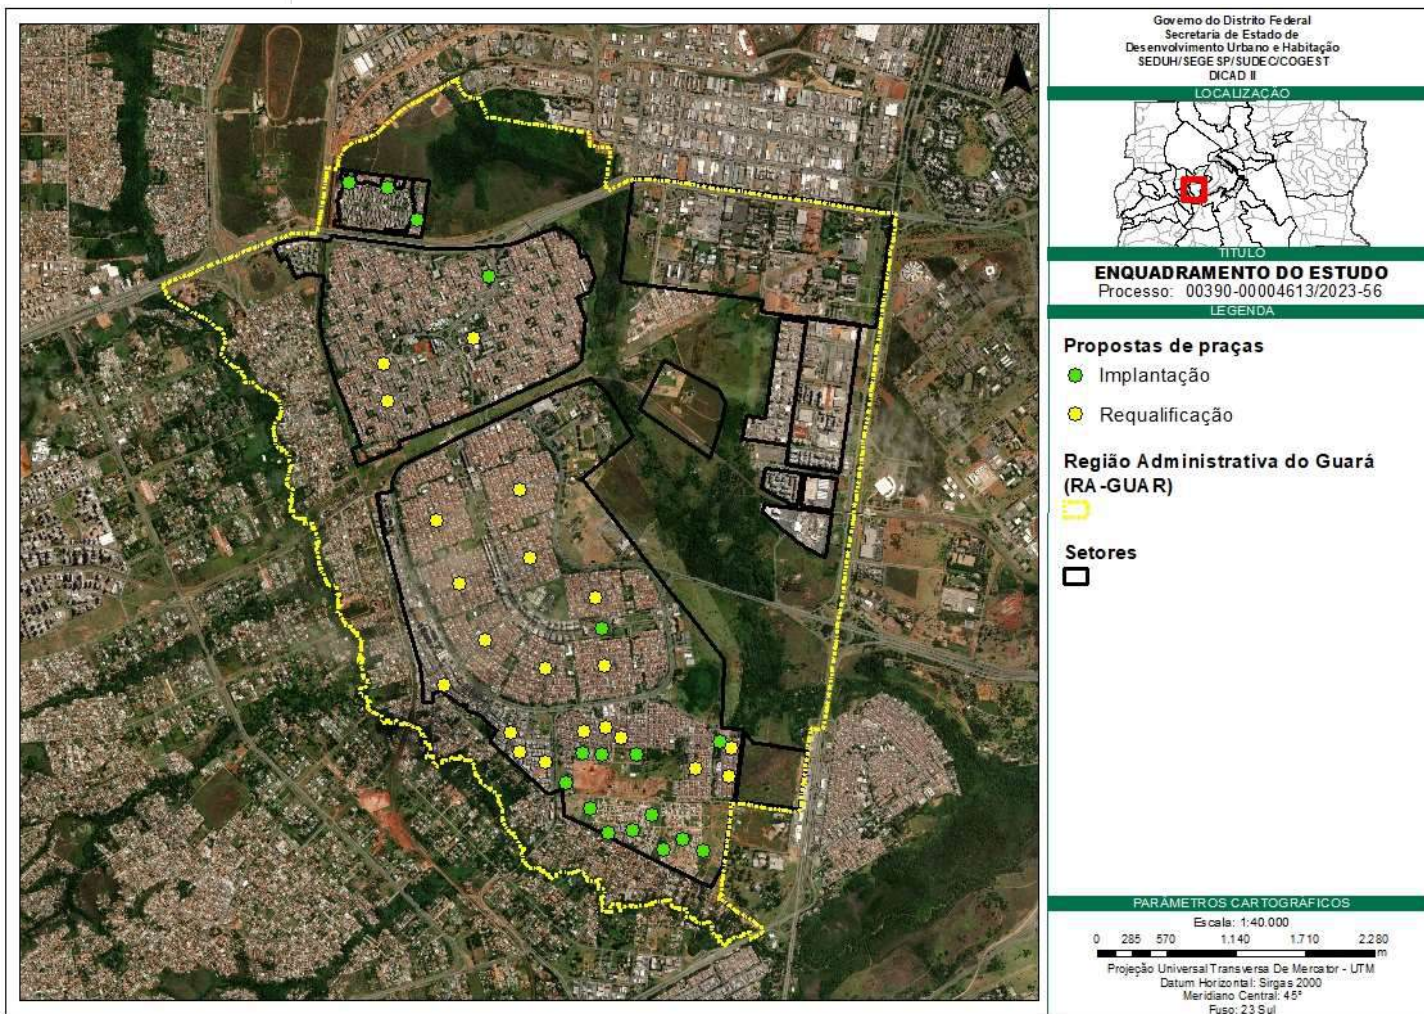 Governo do Distrito Federal
Secretaria de Estado de
Desenvolvimento Urbano e Habitação
SEDUH/SEGESP/SUDEC/COGEST
DICAD II
LOCALIZAÇÃO
TITULO
ENQUADRAMENTO DO ESTUDO
Processo: 00390-00004613/2023-56
LEGENDA
Propostas de praças
Implantação
Requalificação
Região Administrativa do Guará
(RA-GUAR)
Setores
PARÂMETROS CARTOGRÁFICOS
Escala: 1:40.000
0 285 570 1.140 1.710 2.280
m
Projeção Universal Transversa De Mercator - UTM
Datum Horizontal: Sirgas 2000
Meridiano Central: 45°
Fuso: 23 Sul